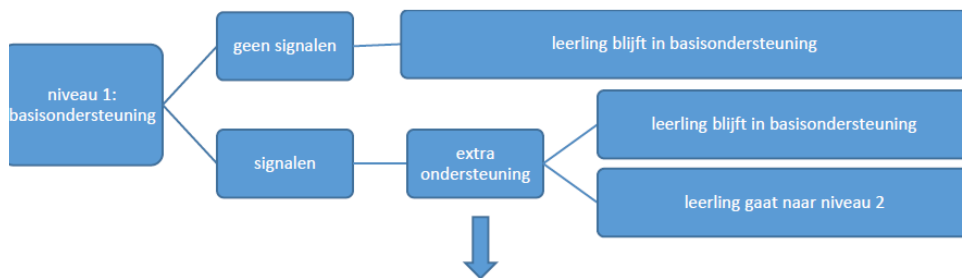 niveau 1:
basisondersteuning
geen signalen
leerling blijft in basisondersteuning
signalen
extra
ondersteuning
leerling blijft in basisondersteuning
leerling gaat naar niveau 2